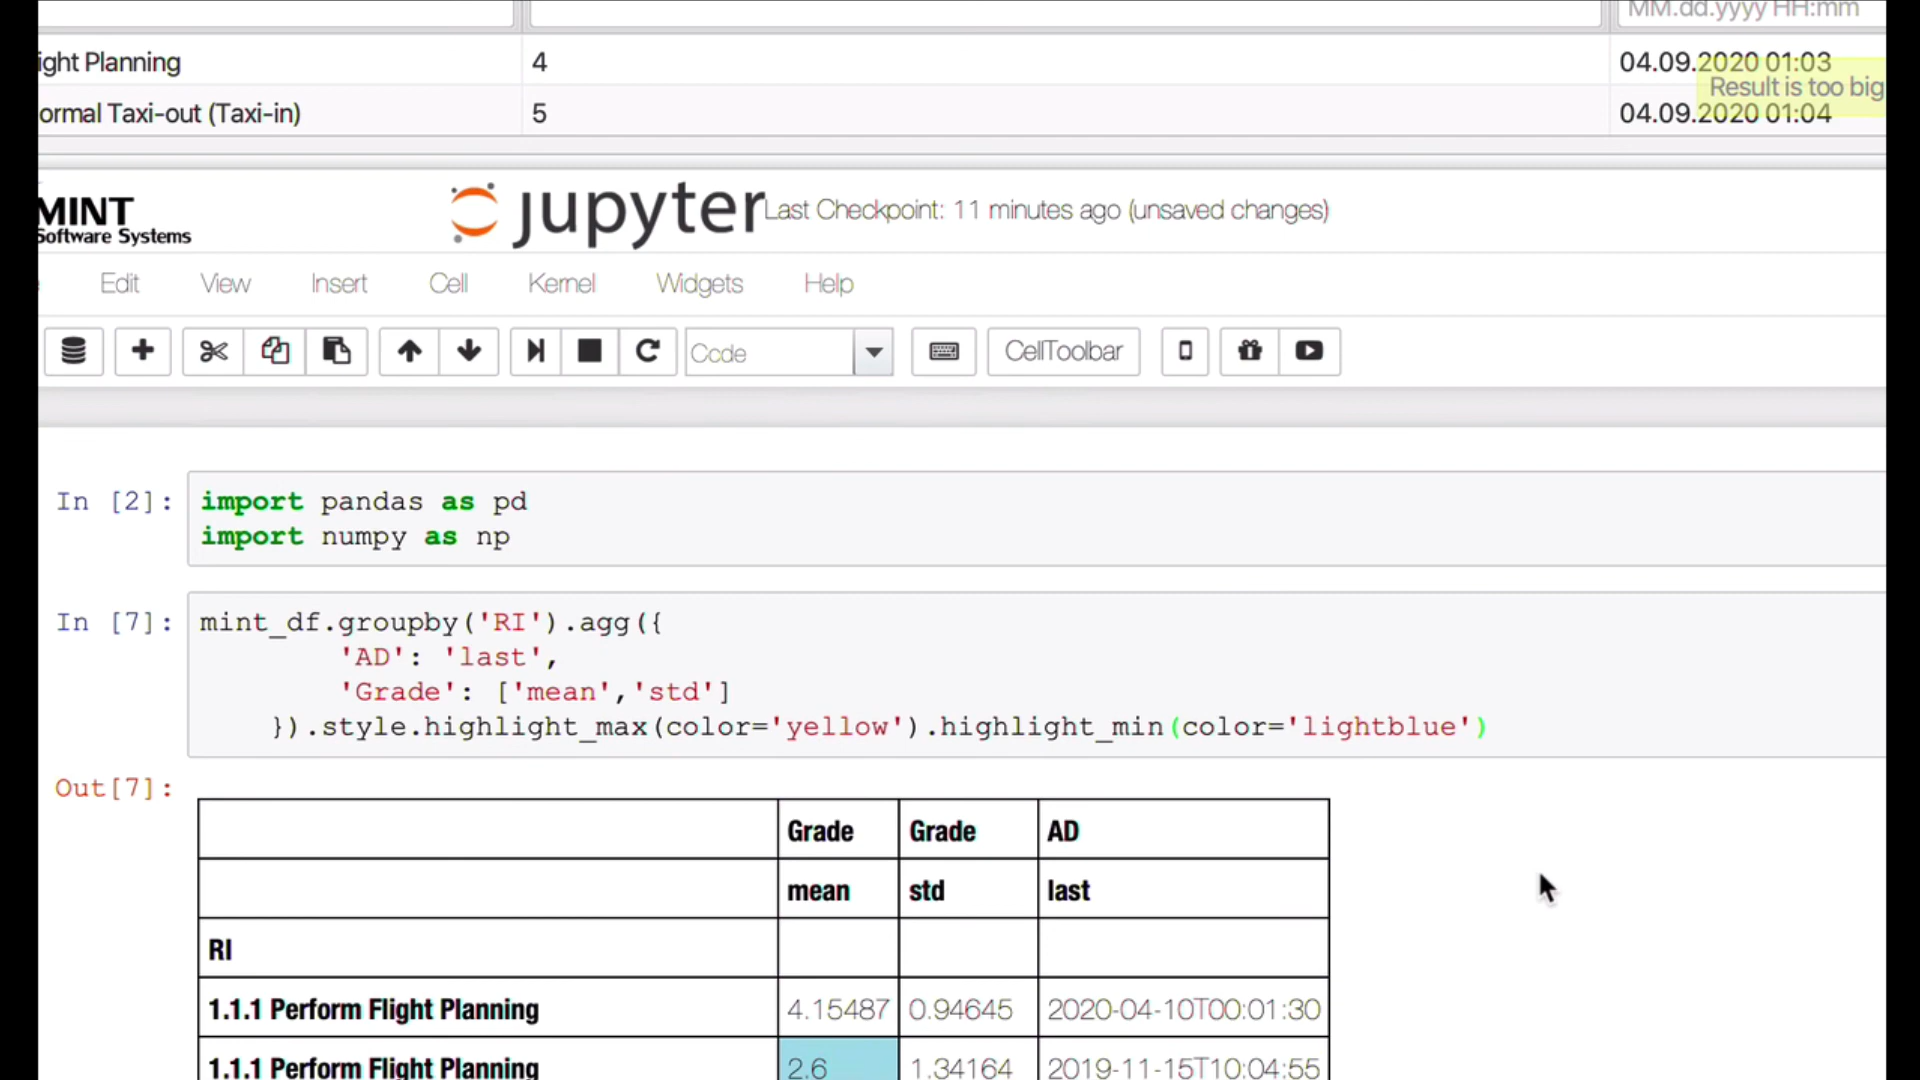 MM.dd.yyyy HH:mm
ight Planning 4 04.09.2020 01:03
Result is too big
ormal Taxi-out (Taxi-in) 5 04.09.2020 01:04
MINT
Software Systems
jupyter Last Checkpoint: 11 minutes ago (unsaved changes)
Edit View Insert Cell Kernel Widgets Help
Code CellToolbar
In [2]: import pandas as pd
import numpy as np
In [7]: mint_df.groupby('RI').agg({
'AD': 'last',
'Grade': ['mean','std']
}).style.highlight_max(color='yellow').highlight_min(color='lightblue')
Out[7]:
Grade Grade AD
mean std last
RI
1.1.1 Perform Flight Planning 4.15487 0.94645 2020-04-10T00:01:30
1.1.1 Perform Flight Planning 2.6 1.34164 2019-11-15T10:04:55